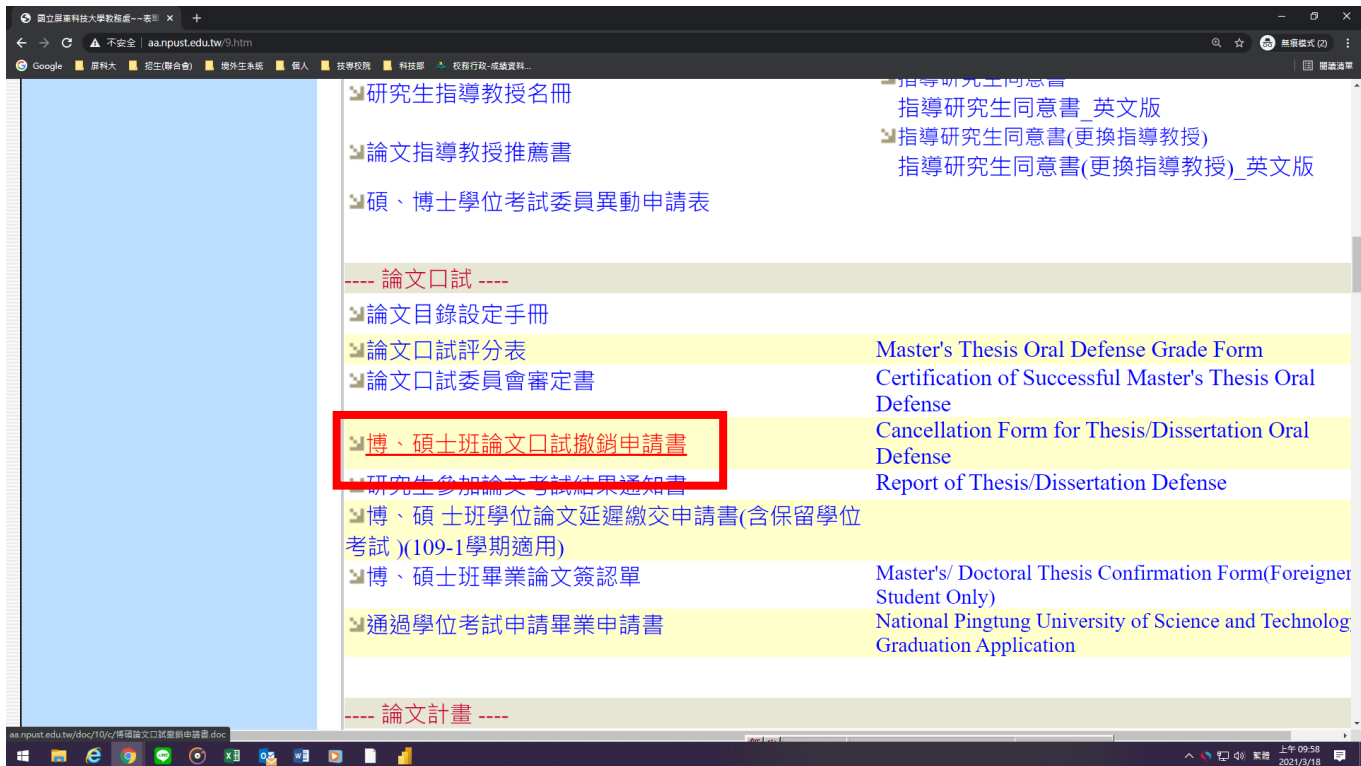 國立屏東科技大學教務處~~表單
不安全 | aa.npust.edu.tw/9.htm
無痕模式 (2)
Google 屏科大 招生(聯合會) 境外生系統 個人 技專校院 科技部 校務行政-成績資料...
閱讀清單
研究生指導教授名冊
指導研究生同意書
指導研究生同意書_英文版
論文指導教授推薦書
指導研究生同意書(更換指導教授)
指導研究生同意書(更換指導教授)_英文版
碩、博士學位考試委員異動申請表
---- 論文口試 ----
論文目錄設定手冊
論文口試評分表
Master's Thesis Oral Defense Grade Form
論文口試委員會審定書
Certification of Successful Master's Thesis Oral
Defense
博、碩士班論文口試撤銷申請書
Cancellation Form for Thesis/Dissertation Oral
Defense
研究生參加論文考試結果通知書
Report of Thesis/Dissertation Defense
博、碩 士班學位論文延遲繳交申請書(含保留學位
考試 )(109-1學期適用)
博、碩士班畢業論文簽認單
Master's/ Doctoral Thesis Confirmation Form(Foreigner
Student Only)
通過學位考試申請畢業申請書
National Pingtung University of Science and Technology
Graduation Application
---- 論文計畫 ----
aa.npust.edu.tw/doc/10/c/博碩論文口試撤銷申請書.doc
繁體
上午 09:58
2021/3/18